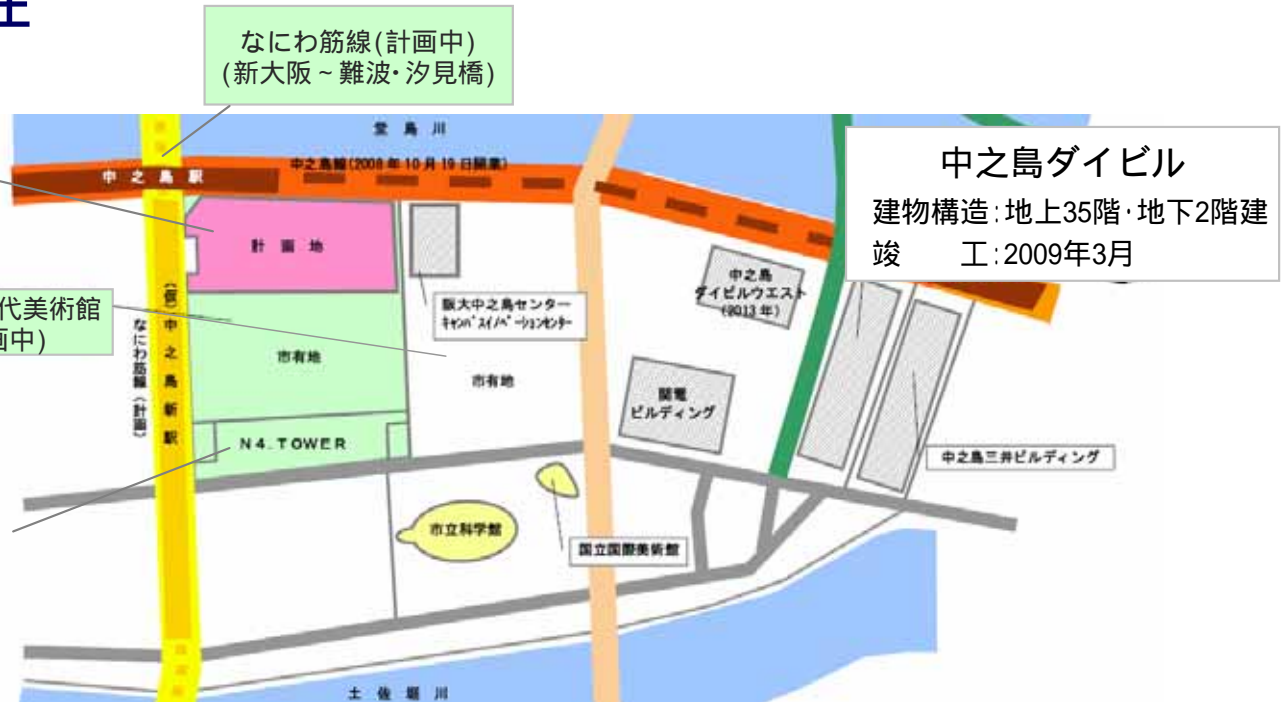 なにわ筋線(計画中)
(新大阪～難波・汐見橋)
堂島川
中之島線(2008年10月19日開業)
中之島駅
中之島ダイビル
建物構造:地上35階・地下2階建
竣　　工:2009年3月
計画地
阪大中之島センター
キャンパスイノベーションセンター
中之島
ダイビルウエスト
(2013年)
代美術館
画中)
市有地
市有地
(仮)中之島新駅
なにわ筋線(計画)
関電
ビルディング
N4.TOWER
中之島三井ビルディング
市立科学館
国立国際美術館
土佐堀川